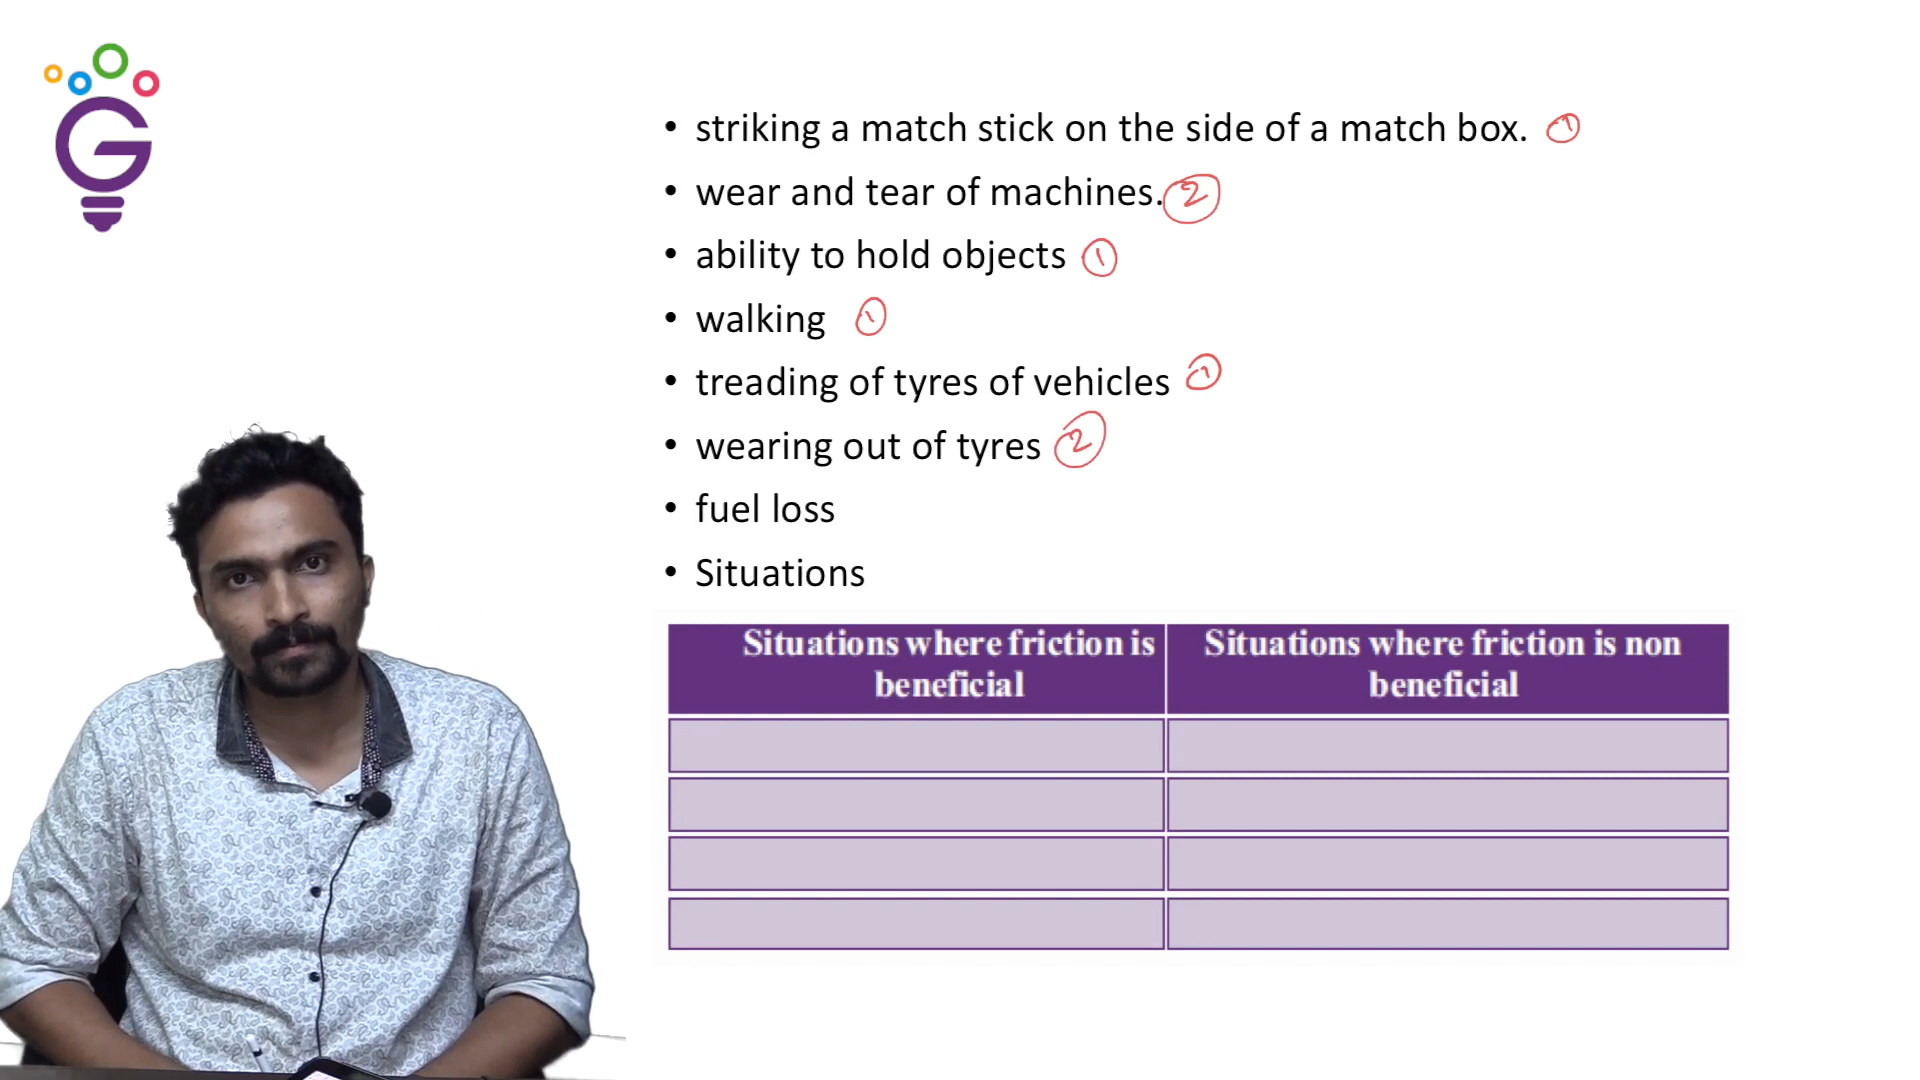 • striking a match stick on the side of a match box. 1
• wear and tear of machines. 2
• ability to hold objects 1
• walking 1
• treading of tyres of vehicles 1
• wearing out of tyres 2
• fuel loss
• Situations
Situations where friction is beneficial
Situations where friction is non beneficial